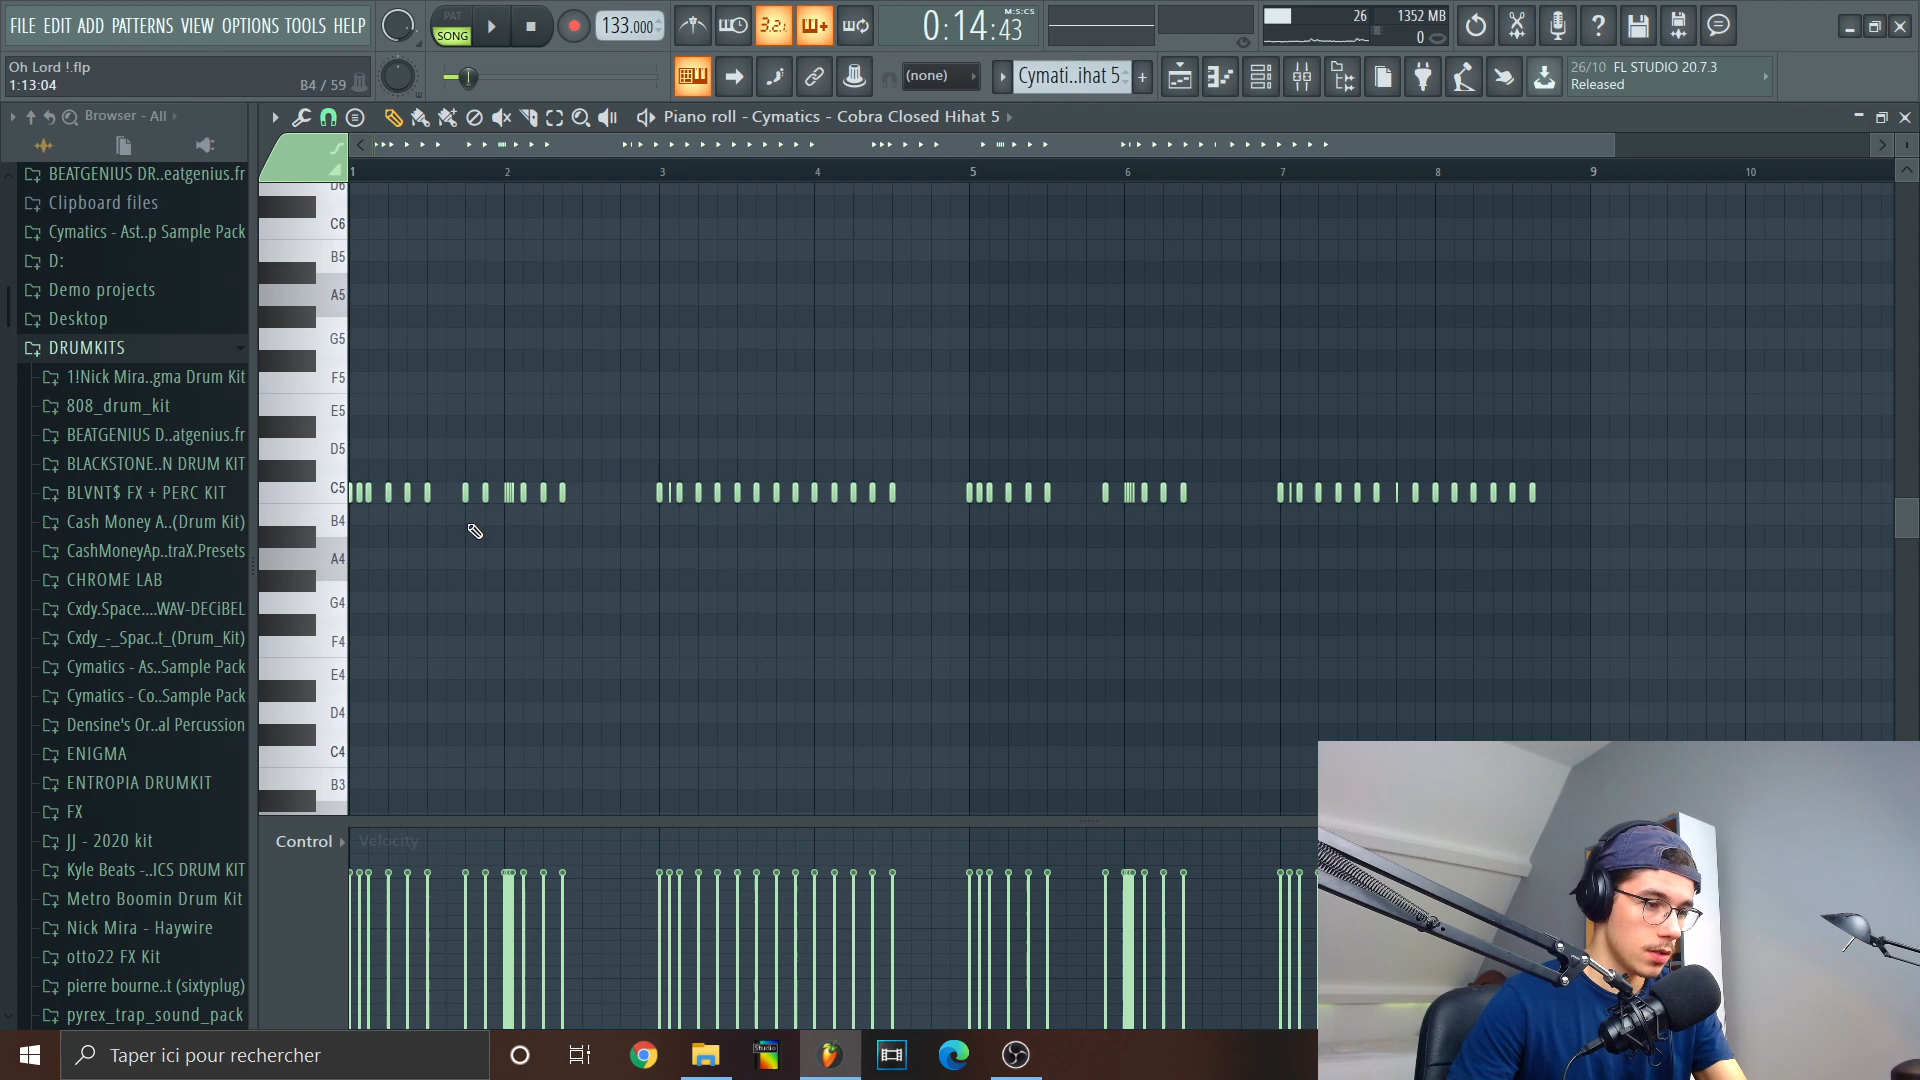 FILE EDIT ADD PATTERNS VIEW OPTIONS TOOLS HELP
PAT
SONG
133.000
3.2.
0:14:43
M:S:CS
26
1352 MB
0
Oh Lord !.flp
1:13:04
B4 / 59
(none)
Cymati..ihat 5
26/10 FL STUDIO 20.7.3
Released
Browser - All
Piano roll - Cymatics - Cobra Closed Hihat 5
BEATGENIUS DR..eatgenius.fr
Clipboard files
Cymatics - Ast..p Sample Pack
D:
Demo projects
Desktop
DRUMKITS
1!Nick Mira..gma Drum Kit
808_drum_kit
BEATGENIUS D..atgenius.fr
BLACKSTONE..N DRUM KIT
BLVNT$ FX + PERC KIT
Cash Money A..(Drum Kit)
CashMoneyAp..traX.Presets
CHROME LAB
Cxdy.Space....WAV-DECiBEL
Cxdy_-_Spac..t_(Drum_Kit)
Cymatics - As..Sample Pack
Cymatics - Co..Sample Pack
Densine's Or..al Percussion
ENIGMA
ENTROPIA DRUMKIT
FX
JJ - 2020 kit
Kyle Beats -..ICS DRUM KIT
Metro Boomin Drum Kit
Nick Mira - Haywire
otto22 FX Kit
pierre bourne..t (sixtyplug)
pyrex_trap_sound_pack
1 2 3 4 5 6 7 8 9 10
D6
C6
B5
A5
G5
F5
E5
D5
C5
B4
A4
G4
F4
E4
D4
C4
B3
Control
Velocity
Taper ici pour rechercher
Studio